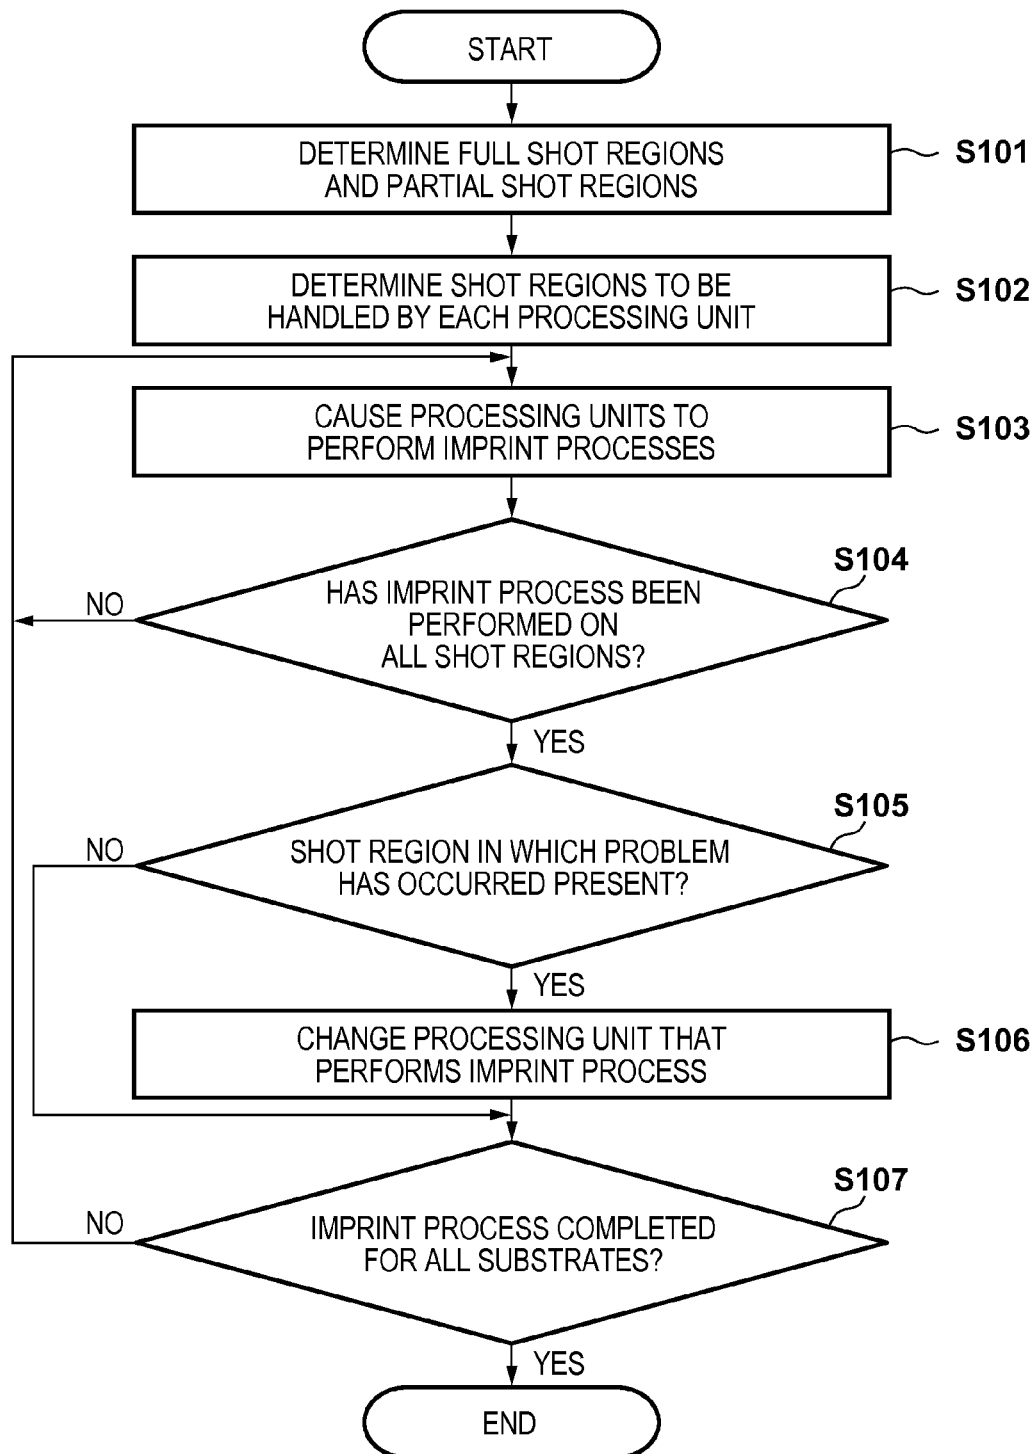 START
DETERMINE FULL SHOT REGIONS
AND PARTIAL SHOT REGIONS
S101
DETERMINE SHOT REGIONS TO BE
HANDLED BY EACH PROCESSING UNIT
S102
CAUSE PROCESSING UNITS TO
PERFORM IMPRINT PROCESSES
S103
S104
HAS IMPRINT PROCESS BEEN
PERFORMED ON
ALL SHOT REGIONS?
NO
YES
S105
SHOT REGION IN WHICH PROBLEM
HAS OCCURRED PRESENT?
NO
YES
CHANGE PROCESSING UNIT THAT
PERFORMS IMPRINT PROCESS
S106
S107
IMPRINT PROCESS COMPLETED
FOR ALL SUBSTRATES?
NO
YES
END